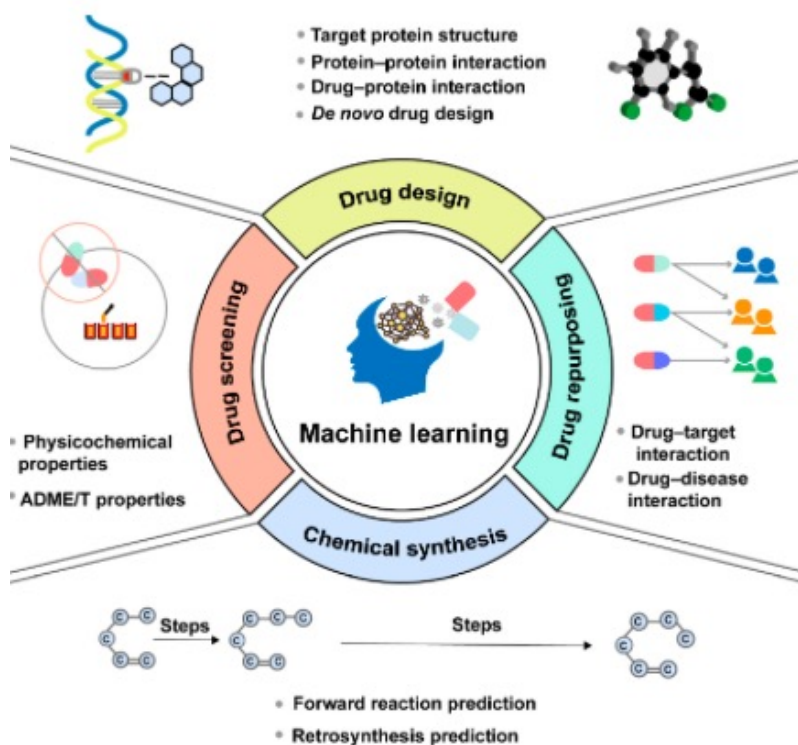 • Target protein structure
• Protein–protein interaction
• Drug–protein interaction
• De novo drug design
Drug design
Drug screening
Drug repurposing
Machine learning
• Physicochemical
properties
• ADME/T properties
• Drug–target
interaction
• Drug–disease
interaction
Chemical synthesis
C C
C
C C
Steps
C C C
C
C C
Steps
C C
C C
C C
• Forward reaction prediction
• Retrosynthesis prediction